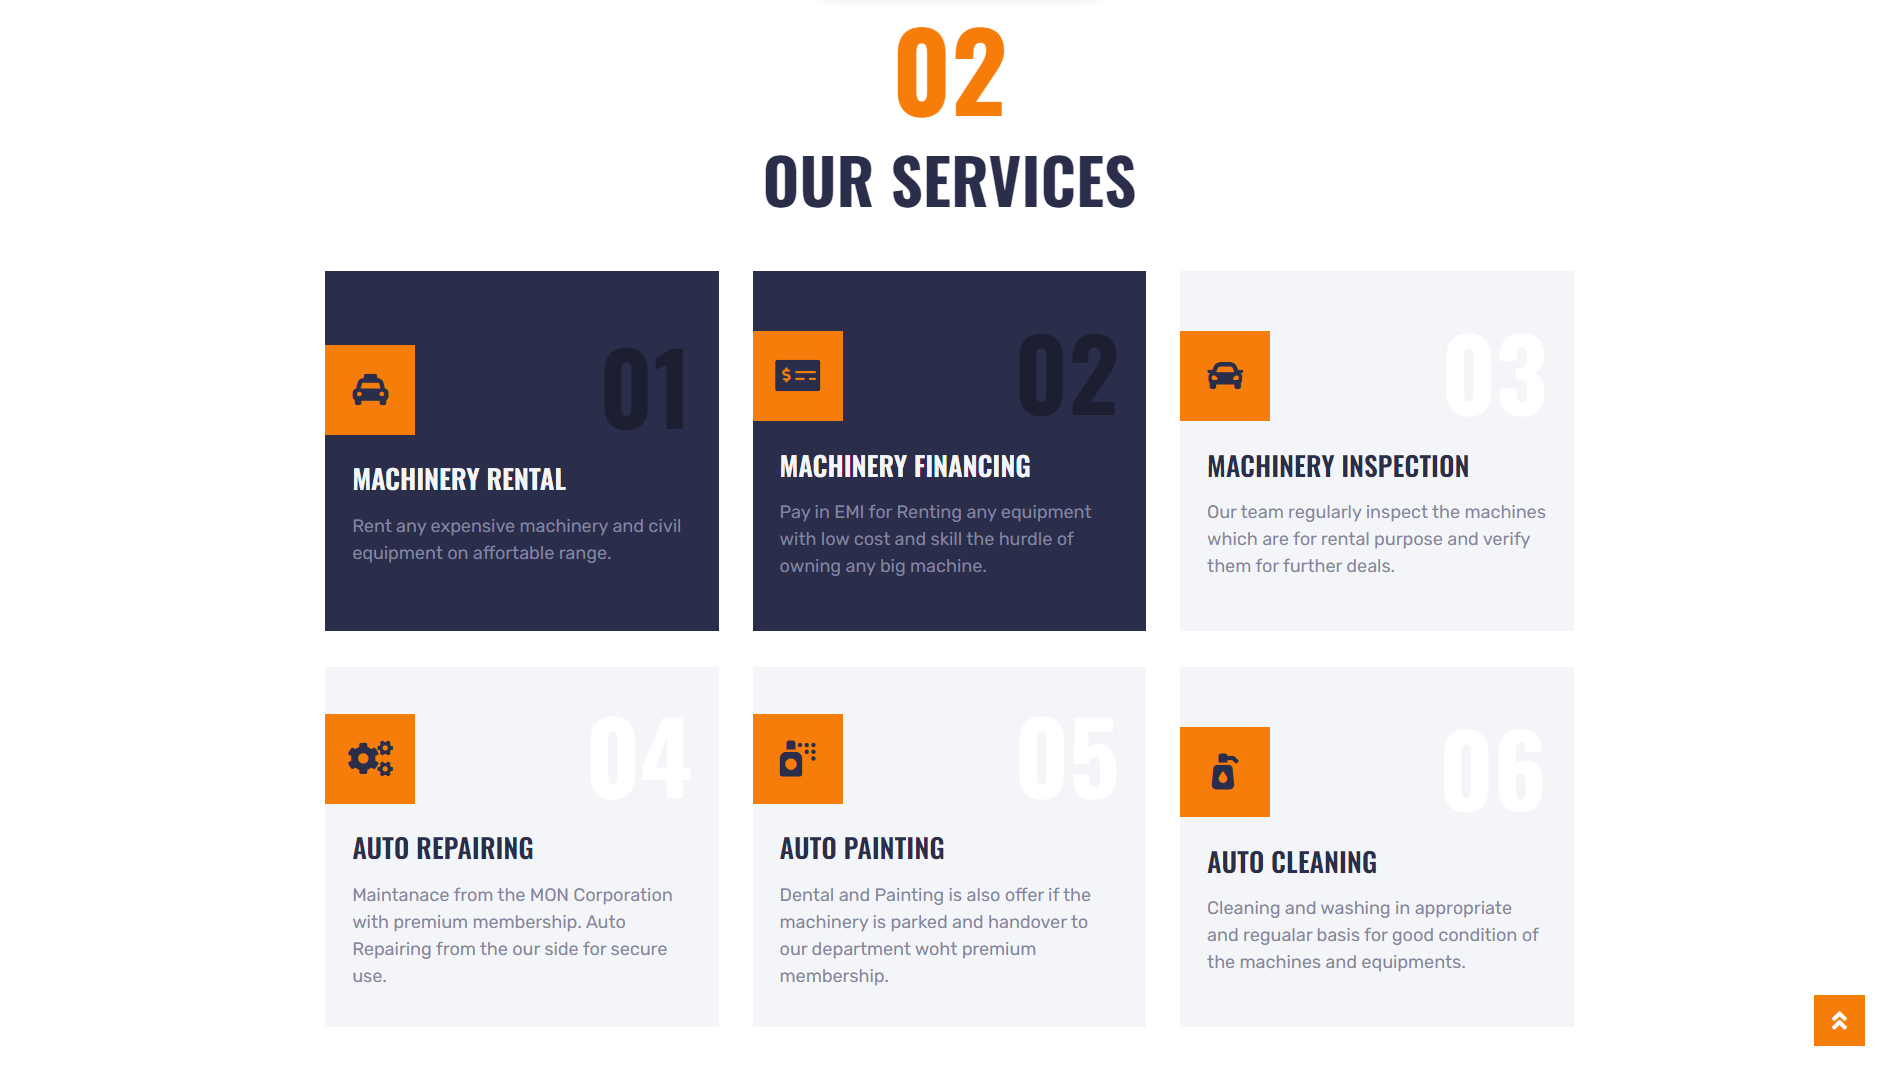 02
OUR SERVICES
01
MACHINERY RENTAL
Rent any expensive machinery and civil
equipment on affortable range.
$
02
MACHINERY FINANCING
Pay in EMI for Renting any equipment
with low cost and skill the hurdle of
owning any big machine.
03
MACHINERY INSPECTION
Our team regularly inspect the machines
which are for rental purpose and verify
them for further deals.
04
AUTO REPAIRING
Maintanace from the MON Corporation
with premium membership. Auto
Repairing from the our side for secure
use.
05
AUTO PAINTING
Dental and Painting is also offer if the
machinery is parked and handover to
our department woht premium
membership.
06
AUTO CLEANING
Cleaning and washing in appropriate
and regualar basis for good condition of
the machines and equipments.